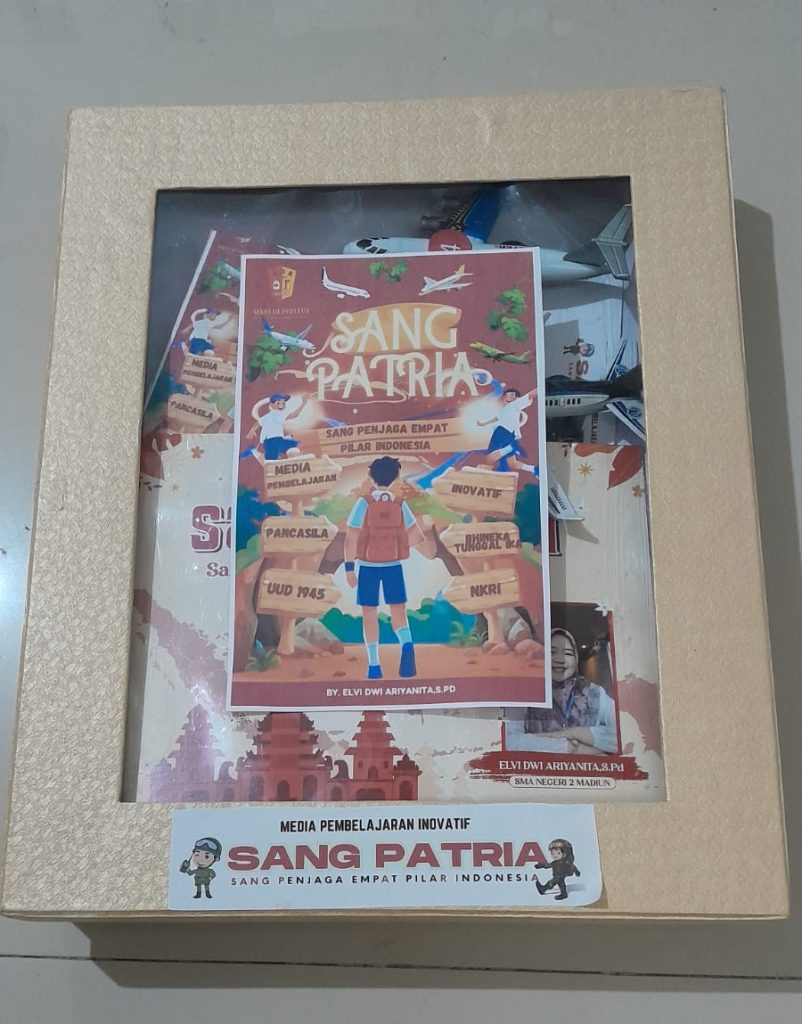 SANG
PATRIA
SANG PENJAGA EMPAT
PILAR INDONESIA
MEDIA
PEMBELAJARAN
INOVATIF
PANCASILA
BHINEKA
TUNGGAL IKA
UUD 1945
NKRI
BY. ELVI DWI ARIYANITA,S.PD
MEDIA
PEMBELAJARAN
PANCASILA
ELVI DWI ARIYANITA,S.Pd
SMA NEGERI 2 MADIUN
MEDIA PEMBELAJARAN INOVATIF
SANG PATRIA
SANG PENJAGA EMPAT PILAR INDONESIA